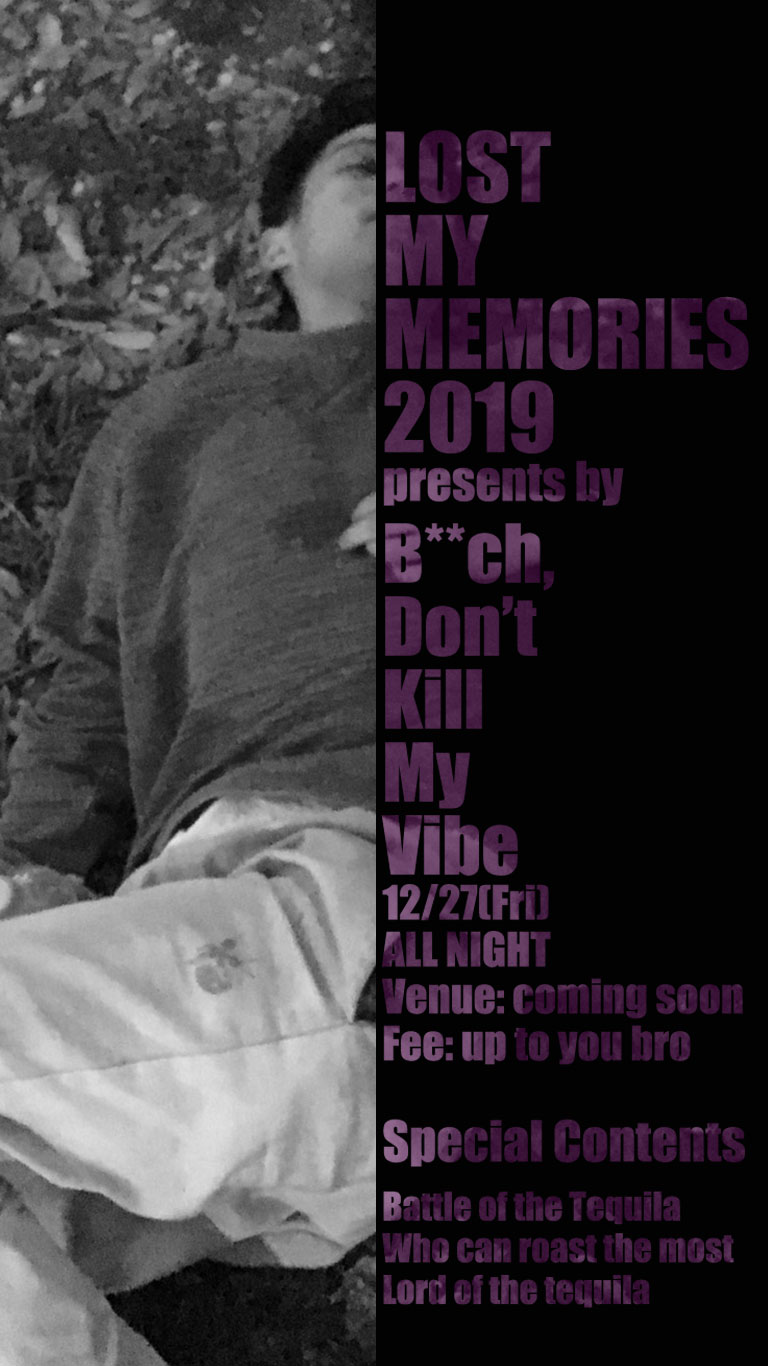 LOST
MY
MEMORIES
2019
presents by
B**ch,
Don't
Kill
My
Vibe
12/27(Fri)
ALL NIGHT
Venue: coming soon
Fee: up to you bro
Special Contents
Battle of the Tequila
Who can roast the most
Lord of the tequila